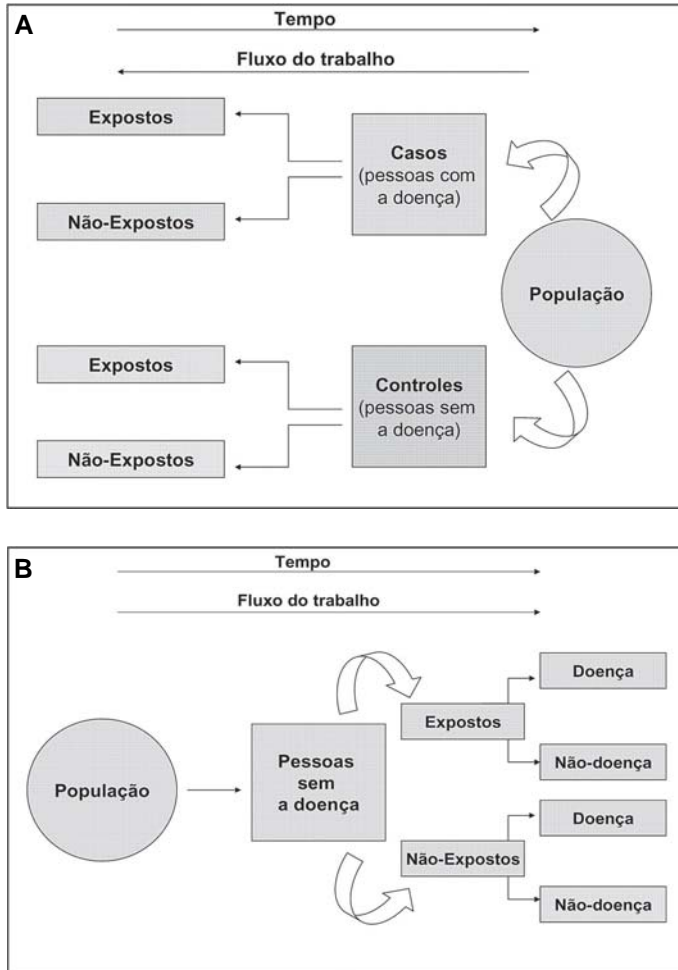 A
Tempo
Fluxo do trabalho
Expostos
Casos
(pessoas com
a doença)
Não-Expostos
População
Expostos
Controles
(pessoas sem
a doença)
Não-Expostos
B
Tempo
Fluxo do trabalho
Doença
Expostos
Pessoas
sem
a doença
População
Não-doença
Doença
Não-Expostos
Não-doença